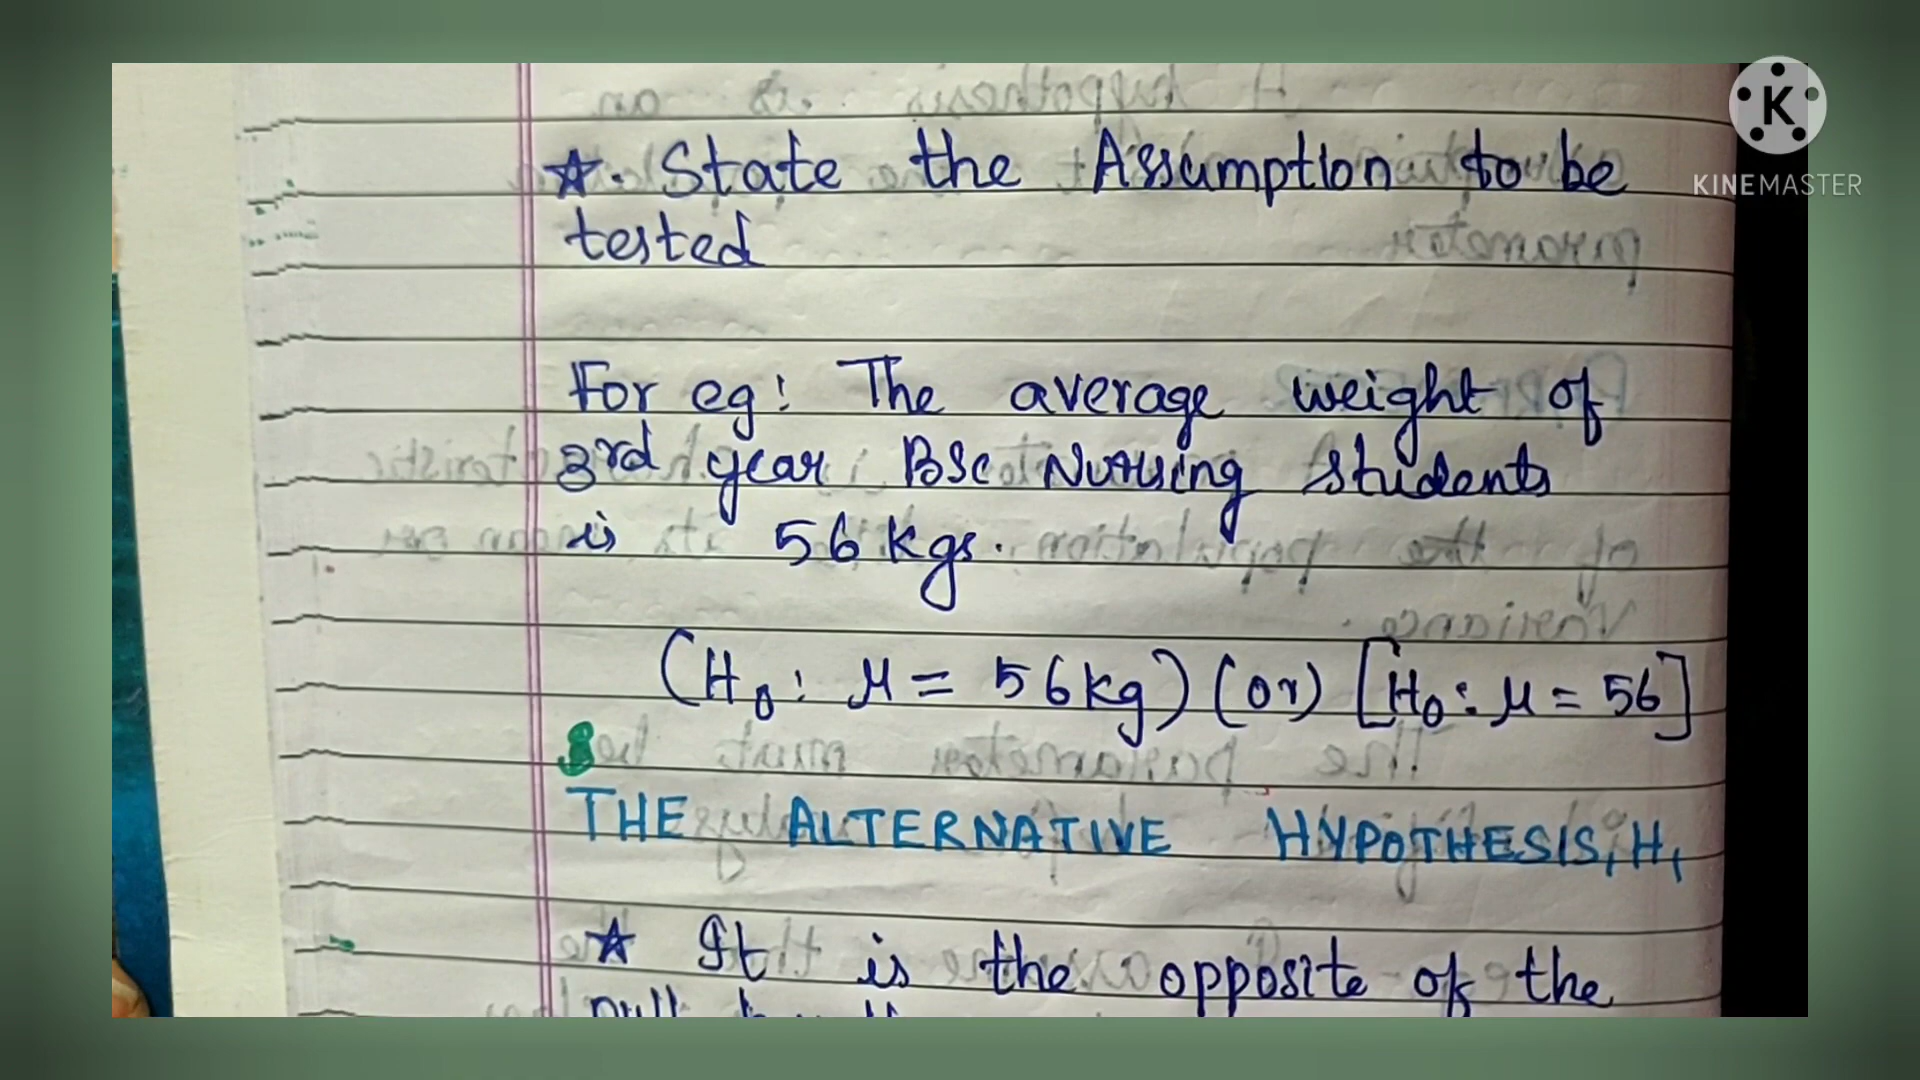 K
KINEMASTER
☆. State the Assumption to be
tested
For eg: The average weight of
3rd year BSc Nursing students
is 56 kgs.
(H₀: μ = 56kg) (or) [H₀: μ = 56]
THE ALTERNATIVE HYPOTHESIS, H₁
☆ It is the opposite of the
null